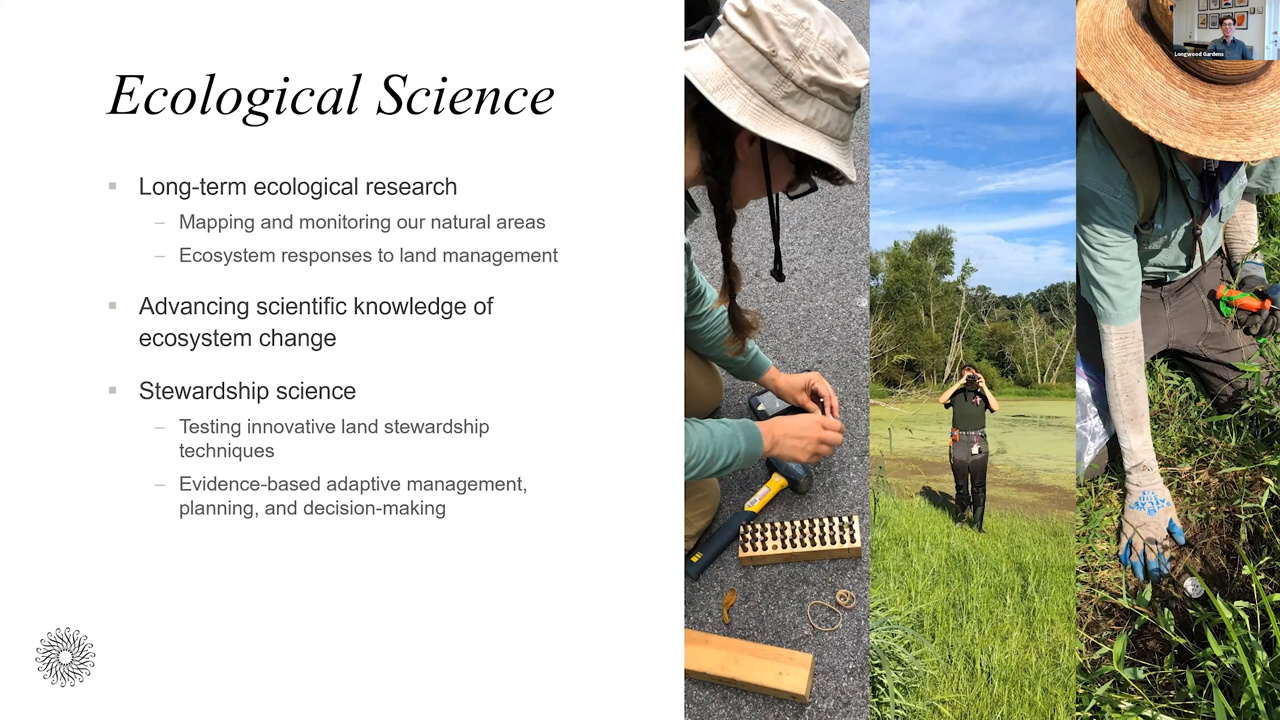 Ecological Science
Long-term ecological research
– Mapping and monitoring our natural areas
– Ecosystem responses to land management
Advancing scientific knowledge of
ecosystem change
Stewardship science
– Testing innovative land stewardship
techniques
– Evidence-based adaptive management,
planning, and decision-making
Longwood Gardens